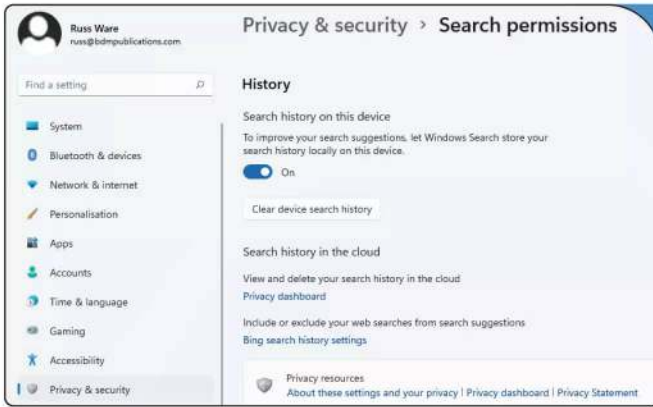 Russ Ware
russ@bdmpublications.com
Find a setting
System
Bluetooth & devices
Network & internet
Personalisation
Apps
Accounts
Time & language
Gaming
Accessibility
Privacy & security
Privacy & security > Search permissions
History
Search history on this device
To improve your search suggestions, let Windows Search store your
search history locally on this device.
On
Clear device search history
Search history in the cloud
View and delete your search history in the cloud
Privacy dashboard
Include or exclude your web searches from search suggestions
Bing search history settings
Privacy resources
About these settings and your privacy | Privacy dashboard | Privacy Statement